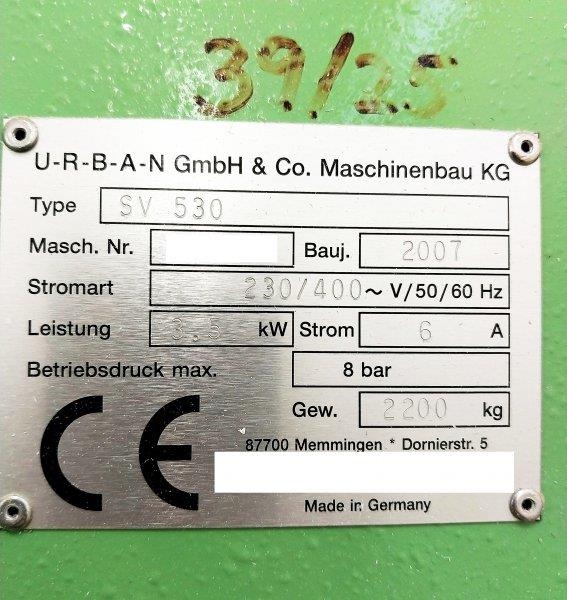 39/25
U-R-B-A-N GmbH & Co. Maschinenbau KG
Type SV 530
Masch. Nr. Bauj. 2007
Stromart 230/400~ V/50/60 Hz
Leistung 3,5 kW Strom 6 A
Betriebsdruck max. 8 bar
Gew. 2200 kg
87700 Memmingen * Dornierstr. 5
CE
Made in Germany